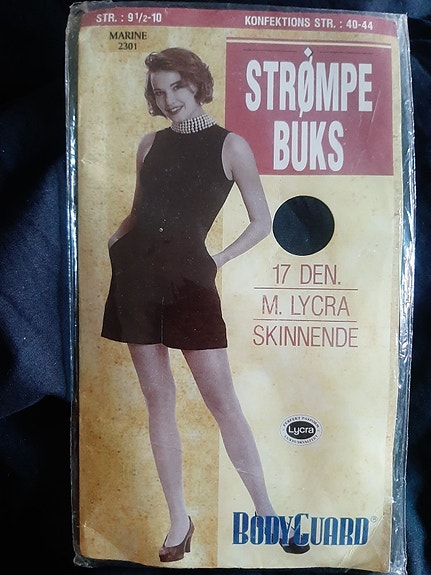 STR. : 9 1/2-10
KONFEKTIONS STR. : 40-44
MARINE
2301
STRØMPE
BUKS
17 DEN.
M. LYCRA
SKINNENDE
Lycra
BODYGUARD®